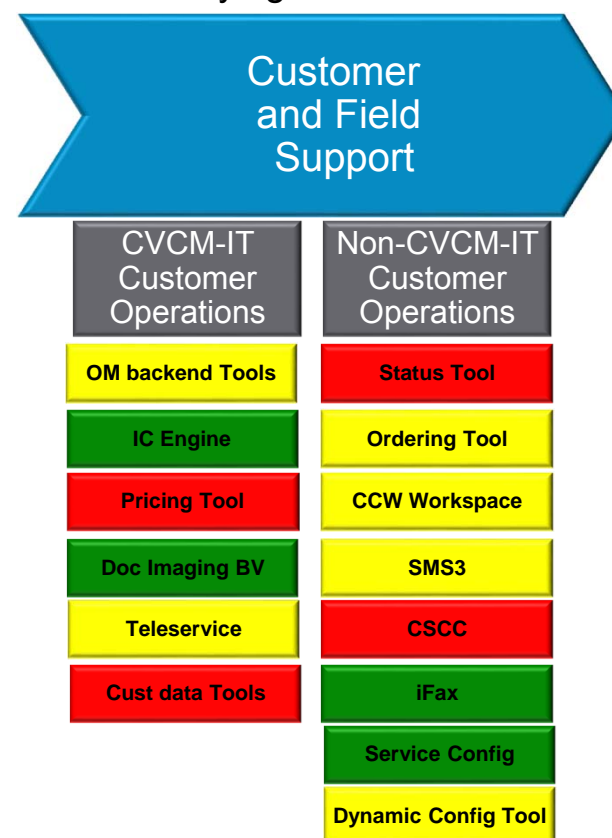 Customer
and Field
Support
CVCM-IT
Customer
Operations
Non-CVCM-IT
Customer
Operations
OM backend Tools
Status Tool
IC Engine
Ordering Tool
Pricing Tool
CCW Workspace
Doc Imaging BV
SMS3
Teleservice
CSCC
Cust data Tools
iFax
Service Config
Dynamic Config Tool